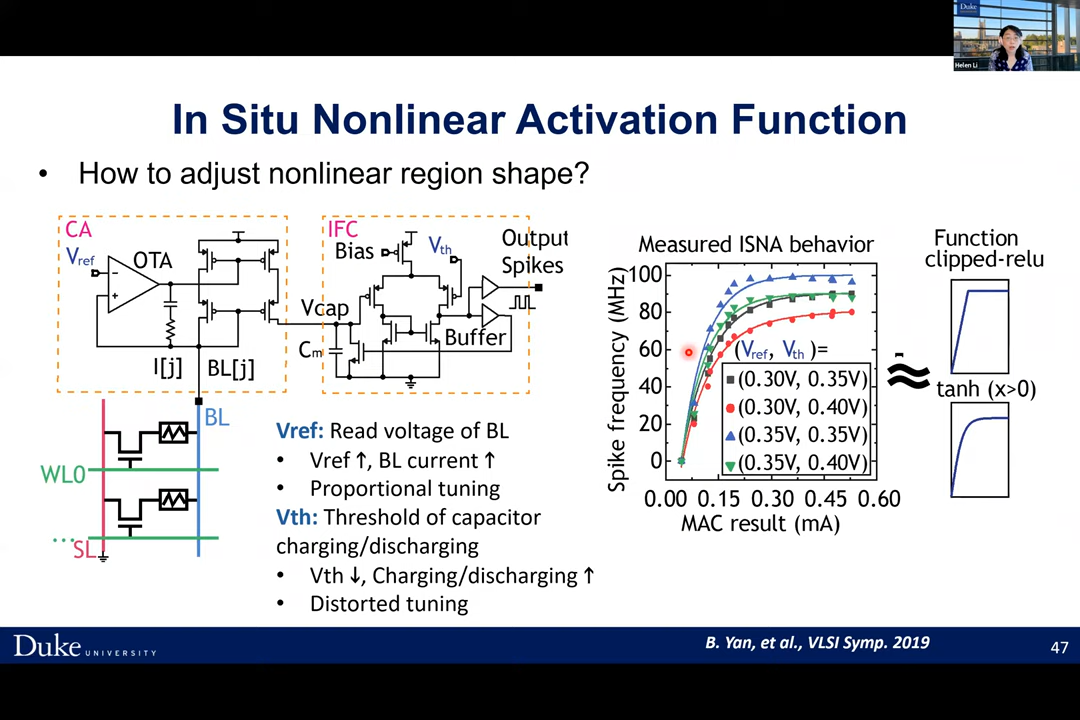 Duke
Helen Li
In Situ Nonlinear Activation Function
• How to adjust nonlinear region shape?
CA
Vref
OTA
I[j] BL[j]
BL
WL0
...
SL
IFC
Bias
Vth
Output
Spikes
Vcap
Cm
Buffer
Vref: Read voltage of BL
• Vref ↑, BL current ↑
• Proportional tuning
Vth: Threshold of capacitor
charging/discharging
• Vth ↓, Charging/discharging ↑
• Distorted tuning
Measured ISNA behavior
Spike frequency (MHz)
100
80
60
40
20
0
(Vref, Vth )=
(0.30V, 0.35V)
(0.30V, 0.40V)
(0.35V, 0.35V)
(0.35V, 0.40V)
0.00 0.15 0.30 0.45 0.60
MAC result (mA)
Function
clipped-relu
tanh (x>0)
Duke UNIVERSITY
B. Yan, et al., VLSI Symp. 2019
47